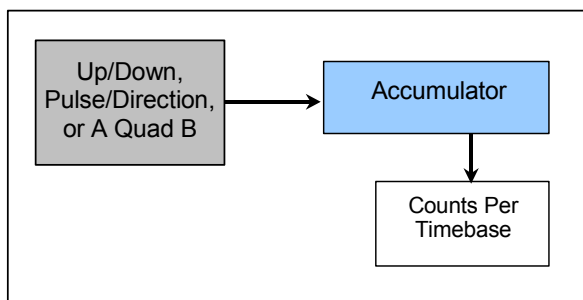 Up/Down,
Pulse/Direction,
or A Quad B
Accumulator
Counts Per
Timebase